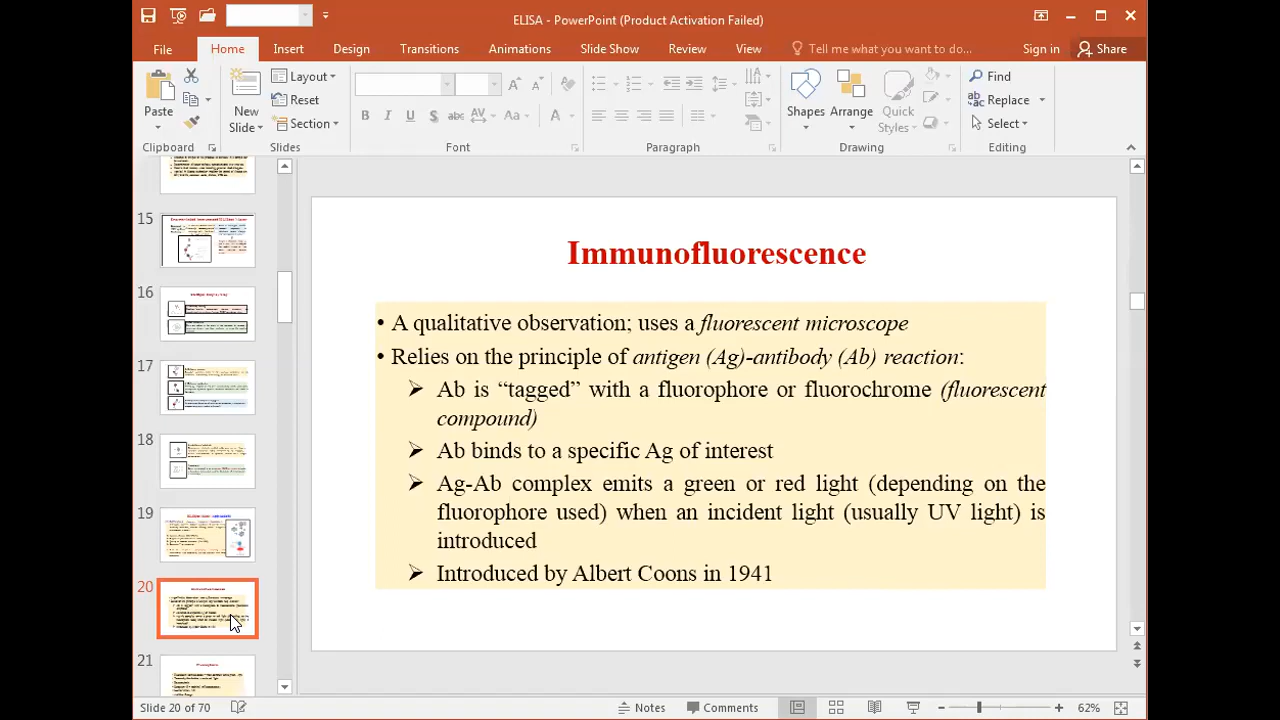 ELISA - PowerPoint (Product Activation Failed)
File Home Insert Design Transitions Animations Slide Show Review View Tell me what you want to do... Sign in Share
Paste
New Slide
Layout
Reset
Section
Shapes
Arrange
Quick Styles
Find
Replace
Select
Clipboard Slides Font Paragraph Drawing Editing
15
16
17
18
19
20
21
Immunofluorescence
• A qualitative observation; uses a fluorescent microscope
• Relies on the principle of antigen (Ag)-antibody (Ab) reaction:
➢ Ab is “tagged” with a fluorophore or fluorochrome (fluorescent
compound)
➢ Ab binds to a specific Ag of interest
➢ Ag-Ab complex emits a green or red light (depending on the
fluorophore used) when an incident light (usually UV light) is
introduced
➢ Introduced by Albert Coons in 1941
Slide 20 of 70 Notes Comments 62%